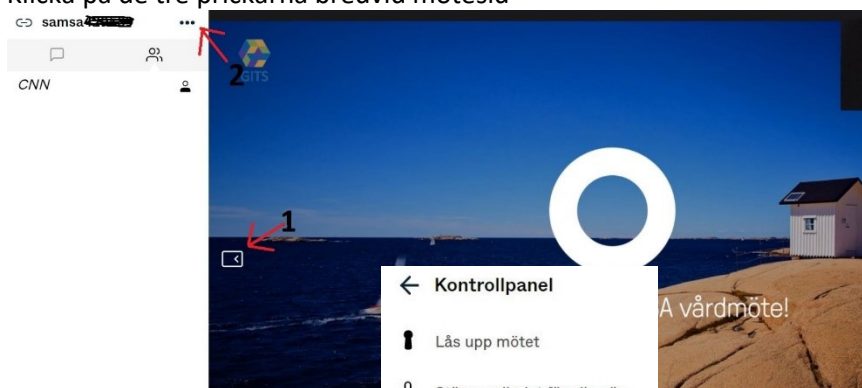 Klicka på de tre prickarna bredvid mötesid
samsa
2
GITS
CNN
1
Kontrollpanel
A vårdmöte!
Lås upp mötet